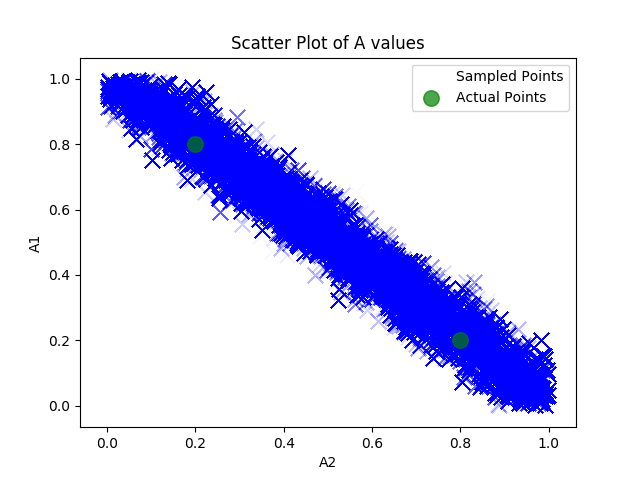 Scatter Plot of A values
Sampled Points
Actual Points
A1
1.0
0.8
0.6
0.4
0.2
0.0
0.0 0.2 0.4 0.6 0.8 1.0
A2